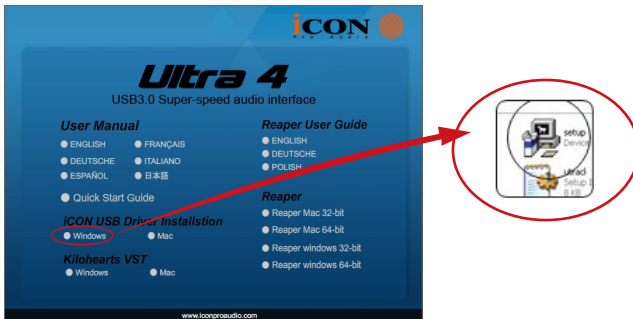 iCON
Pro Audio
Ultra 4
USB3.0 Super-speed audio interface
User Manual
ENGLISH
FRANÇAIS
DEUTSCHE
ITALIANO
ESPAÑOL
日本語
Quick Start Guide
iCON USB Driver Installstion
Windows
Mac
Kilohearts VST
Windows
Mac
Reaper User Guide
ENGLISH
DEUTSCHE
POLISH
Reaper
Reaper Mac 32-bit
Reaper Mac 64-bit
Reaper windows 32-bit
Reaper windows 64-bit
www.iconproaudio.com
setup
Device
Setup
8 KB